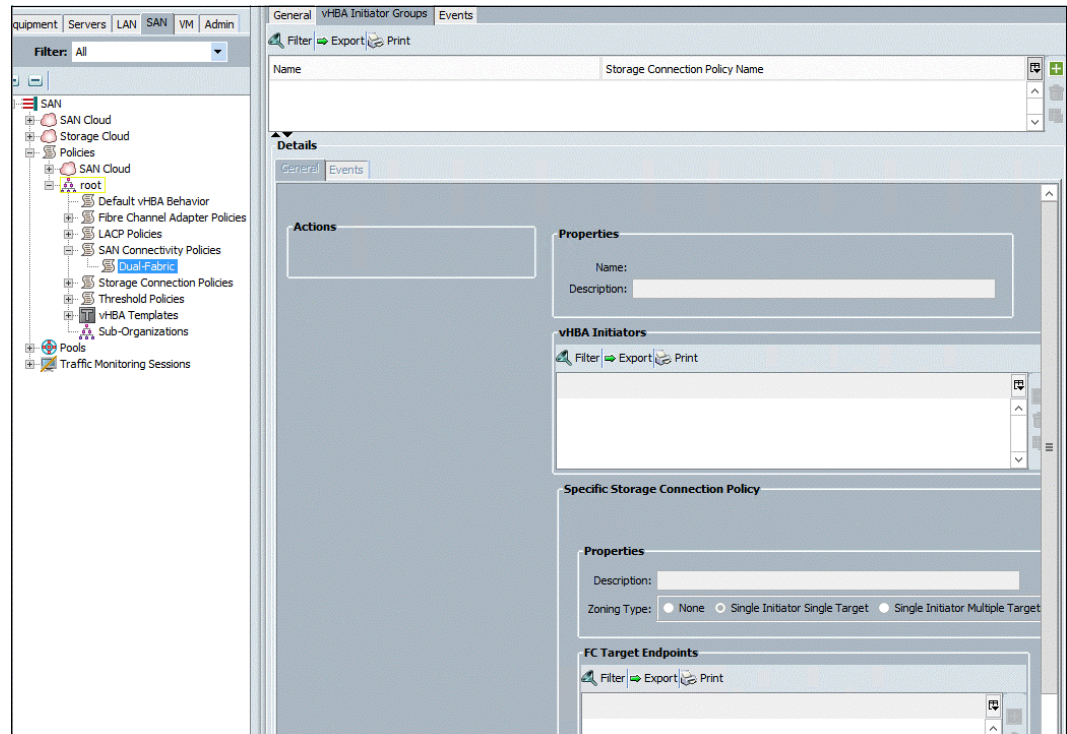 quipment Servers LAN SAN VM Admin
Filter: All
SAN
SAN Cloud
Storage Cloud
Policies
SAN Cloud
root
Default vHBA Behavior
Fibre Channel Adapter Policies
LACP Policies
SAN Connectivity Policies
Dual-Fabric
Storage Connection Policies
Threshold Policies
vHBA Templates
Sub-Organizations
Pools
Traffic Monitoring Sessions
General vHBA Initiator Groups Events
Filter Export Print
Name Storage Connection Policy Name
Details
General Events
Actions
Properties
Name:
Description:
vHBA Initiators
Filter Export Print
Specific Storage Connection Policy
Properties
Description:
Zoning Type: None Single Initiator Single Target Single Initiator Multiple Target
FC Target Endpoints
Filter Export Print